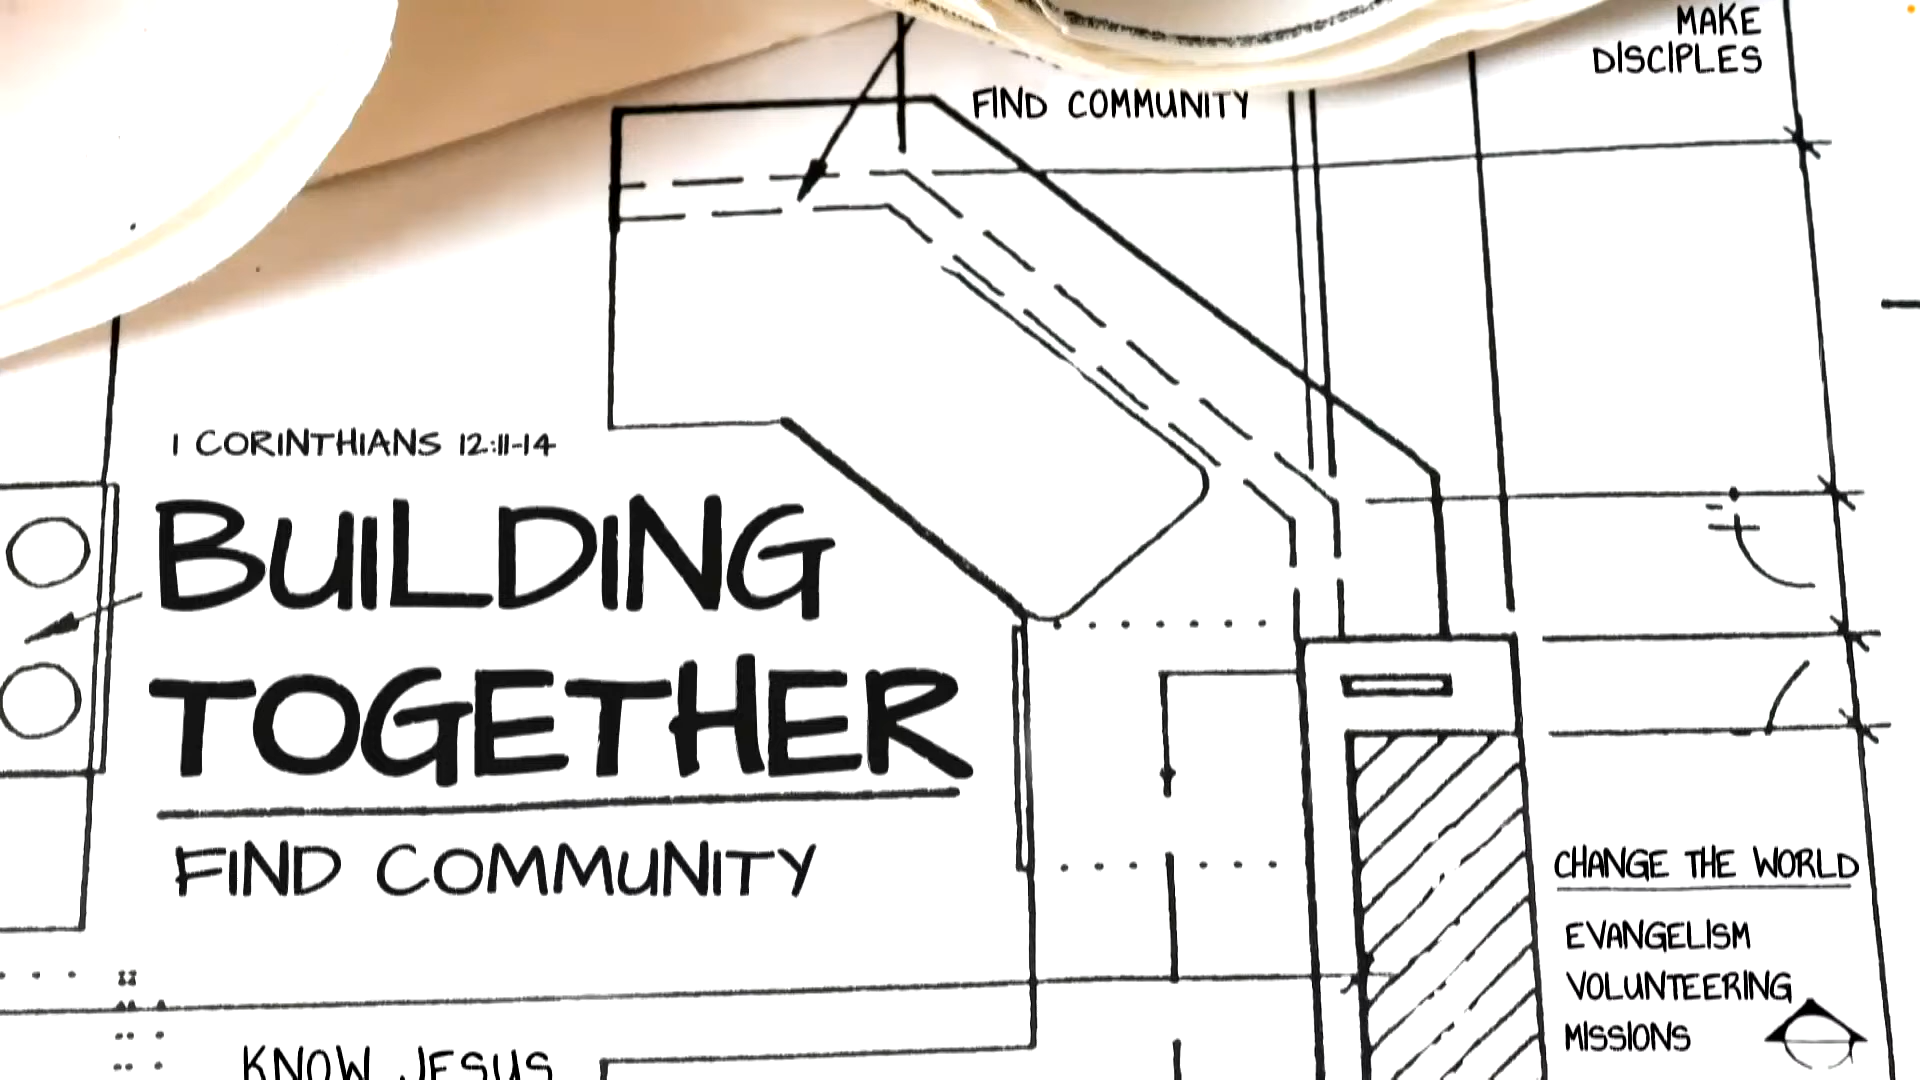 MAKE
DISCIPLES
FIND COMMUNITY
1 CORINTHIANS 12:11-14
BUILDING
TOGETHER
FIND COMMUNITY
CHANGE THE WORLD
EVANGELISM
VOLUNTEERING
MISSIONS
KNOW JESUS